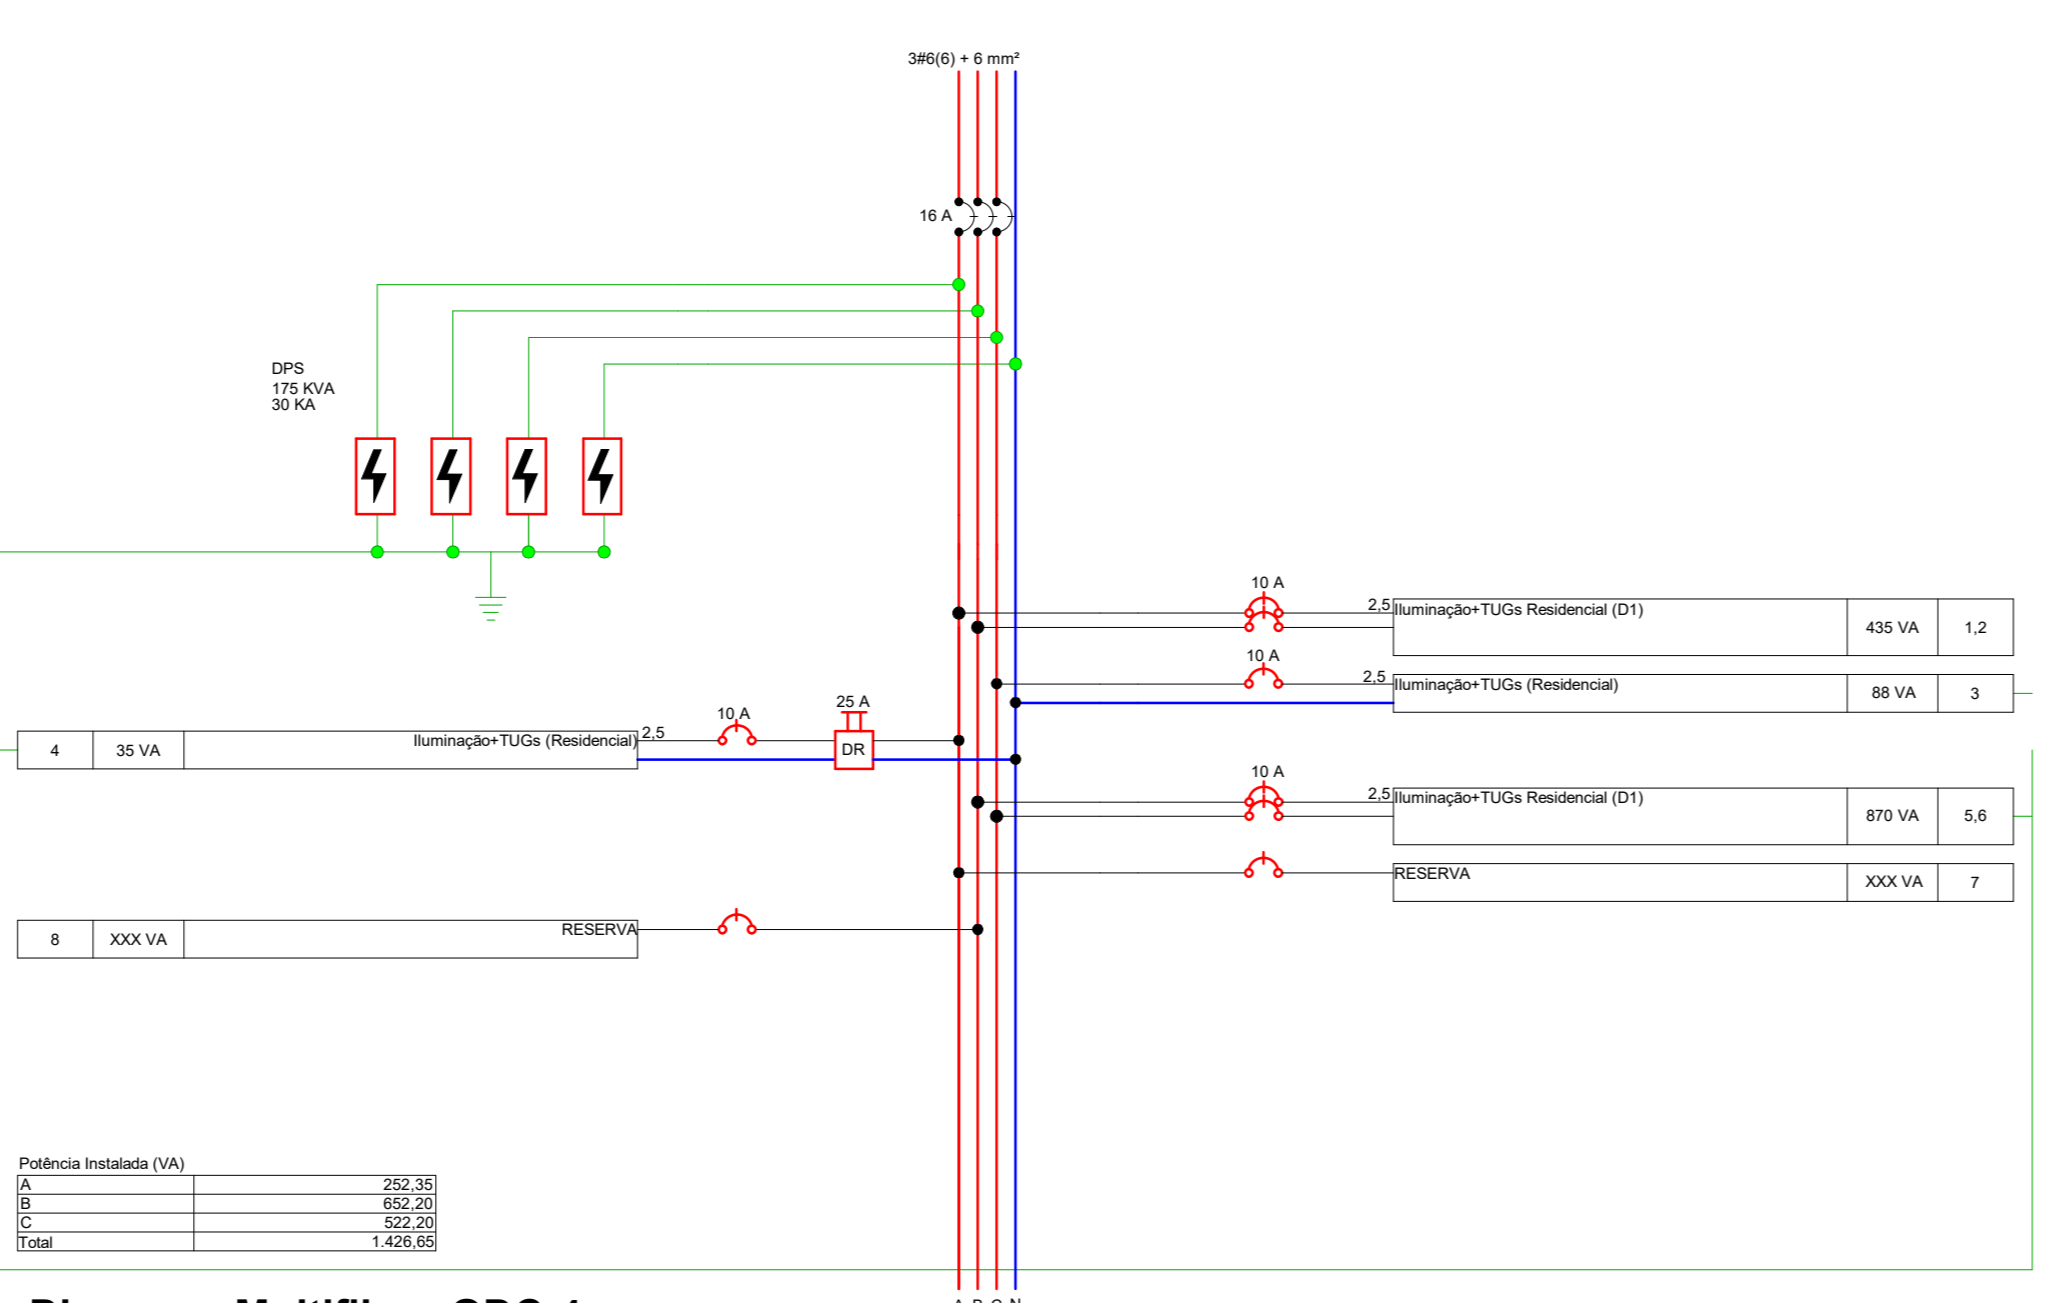 3#6(6) + 6 mm²
16 A
DPS
175 KVA
30 KA
10 A
2,5 Iluminação+TUGs Residencial (D1) 435 VA 1,2
10 A
2,5 Iluminação+TUGs (Residencial) 88 VA 3
25 A
10 A
4 35 VA Iluminação+TUGs (Residencial) 2,5 DR
10 A
2,5 Iluminação+TUGs Residencial (D1) 870 VA 5,6
RESERVA XXX VA 7
8 XXX VA RESERVA
Potência Instalada (VA)
A 252,35
B 652,20
C 522,20
Total 1.426,65